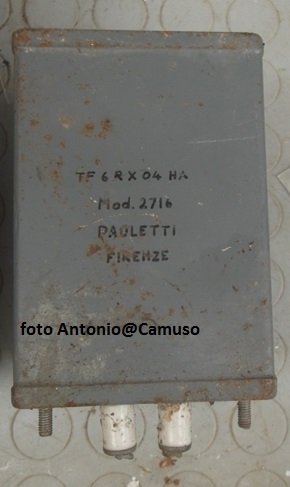 TF 6 R X 04 HA
Mod. 2716
PAOLETTI
FIRENZE
foto Antonio@Camuso